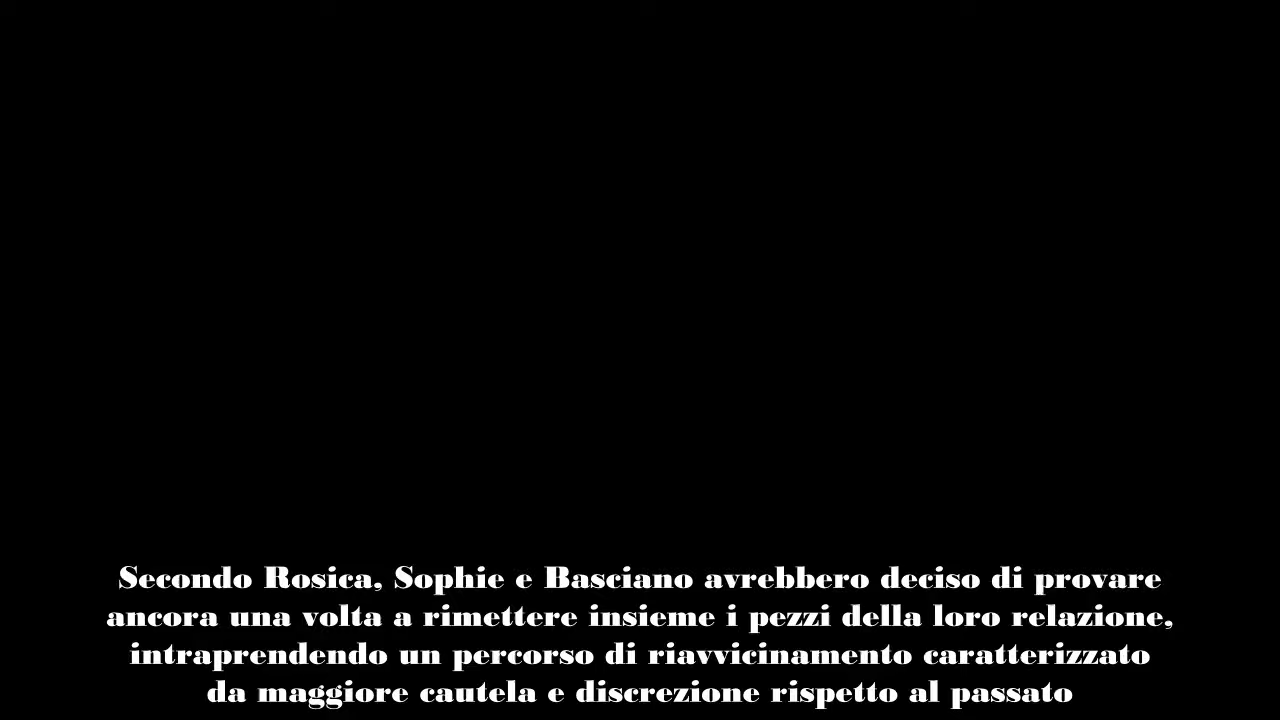 Secondo Rosica, Sophie e Basciano avrebbero deciso di provare
ancora una volta a rimettere insieme i pezzi della loro relazione,
intraprendendo un percorso di riavvicinamento caratterizzato
da maggiore cautela e discrezione rispetto al passato